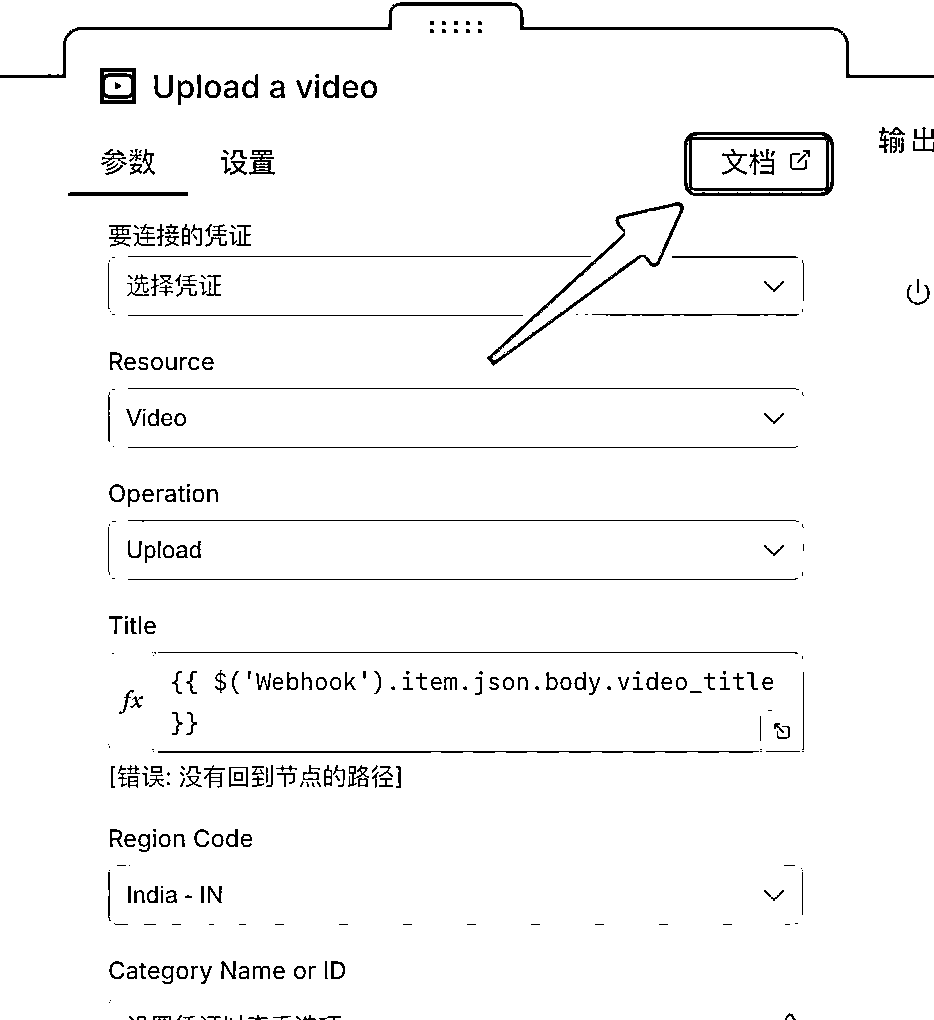 Upload a video
参数 设置 文档
输出
要连接的凭证
选择凭证
Resource
Video
Operation
Upload
Title
fx {{ $('Webhook').item.json.body.video_title
}}
[错误: 没有回到节点的路径]
Region Code
India - IN
Category Name or ID